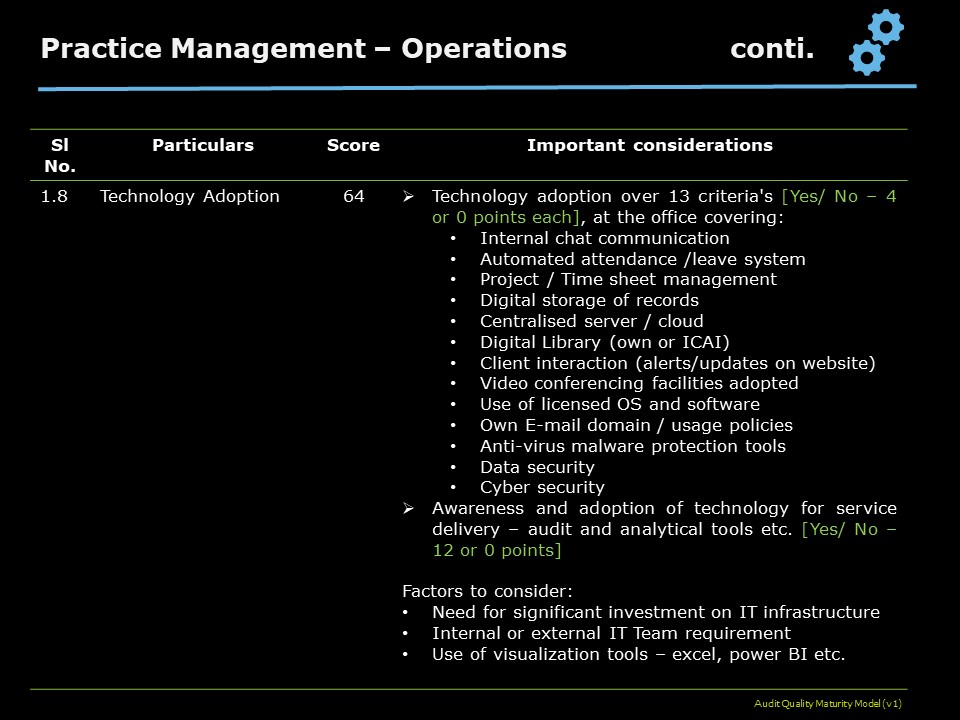 Practice Management – Operations conti.
Sl No. Particulars Score Important considerations
1.8 Technology Adoption 64 ➢ Technology adoption over 13 criteria's [Yes/ No – 4
or 0 points each], at the office covering:
• Internal chat communication
• Automated attendance /leave system
• Project / Time sheet management
• Digital storage of records
• Centralised server / cloud
• Digital Library (own or ICAI)
• Client interaction (alerts/updates on website)
• Video conferencing facilities adopted
• Use of licensed OS and software
• Own E-mail domain / usage policies
• Anti-virus malware protection tools
• Data security
• Cyber security
➢ Awareness and adoption of technology for service
delivery – audit and analytical tools etc. [Yes/ No –
12 or 0 points]
Factors to consider:
• Need for significant investment on IT infrastructure
• Internal or external IT Team requirement
• Use of visualization tools – excel, power BI etc.
Audit Quality Maturity Model (v1)